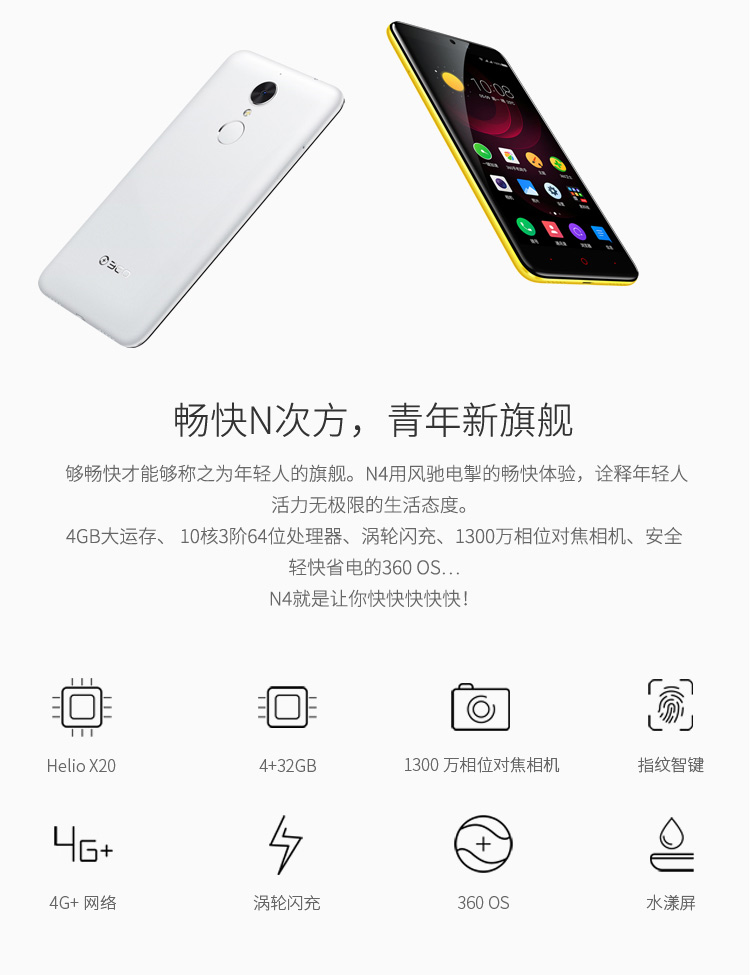 10:08
360
畅快N次方，青年新旗舰
够畅快才能够称之为年轻人的旗舰。N4用风驰电掣的畅快体验，诠释年轻人
活力无极限的生活态度。
4GB大运存、 10核3阶64位处理器、涡轮闪充、1300万相位对焦相机、安全
轻快省电的360 OS…
N4就是让你快快快快快！
Helio X20
4+32GB
1300 万相位对焦相机
指纹智键
4G+
4G+ 网络
涡轮闪充
360 OS
水漾屏